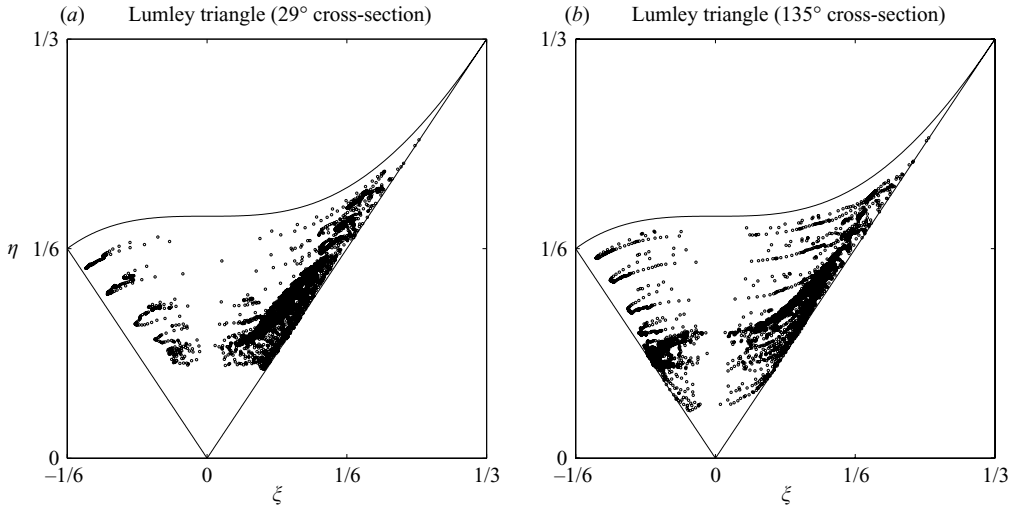 (a) Lumley triangle (29° cross-section)
1/3
η
1/6
0
−1/6 0 1/6 1/3
ξ
(b) Lumley triangle (135° cross-section)
1/3
1/6
0
−1/6 0 1/6 1/3
ξ